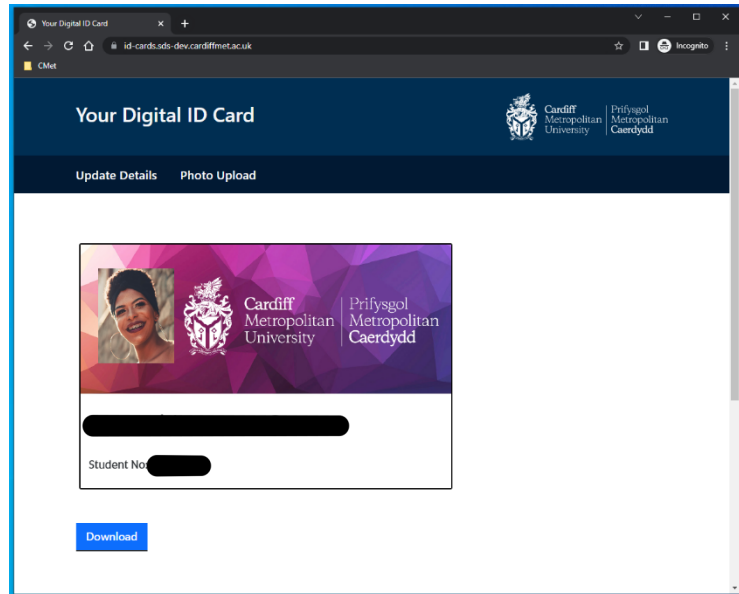 Your Digital ID Card
id-cards.sds-dev.cardiffmet.ac.uk
Incognito
CMet
Your Digital ID Card
Cardiff
Metropolitan
University
Prifysgol
Metropolitan
Caerdydd
Update Details
Photo Upload
Cardiff
Metropolitan
University
Prifysgol
Metropolitan
Caerdydd
Student No:
Download